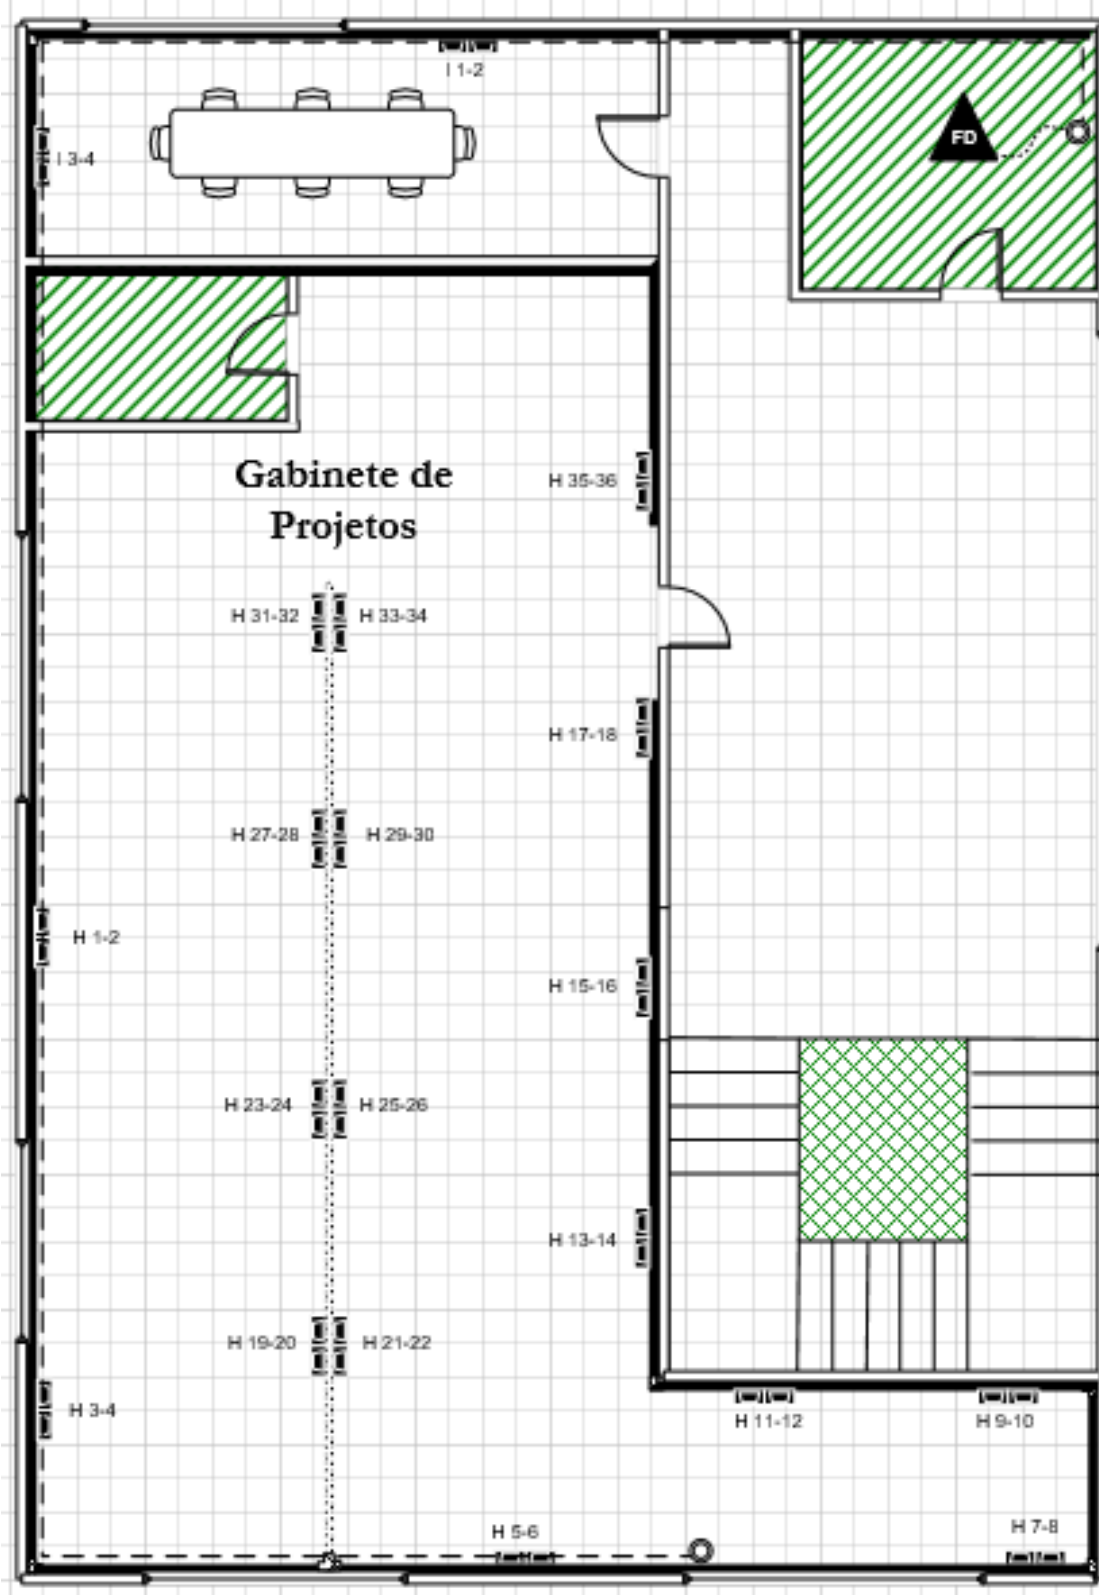 I 1-2
FD
I 3-4
Gabinete de
Projetos
H 35-36
H 31-32
H 33-34
H 17-18
H 27-28
H 29-30
H 1-2
H 15-16
H 23-24
H 25-26
H 13-14
H 19-20
H 21-22
H 3-4
H 11-12
H 9-10
H 5-6
H 7-8